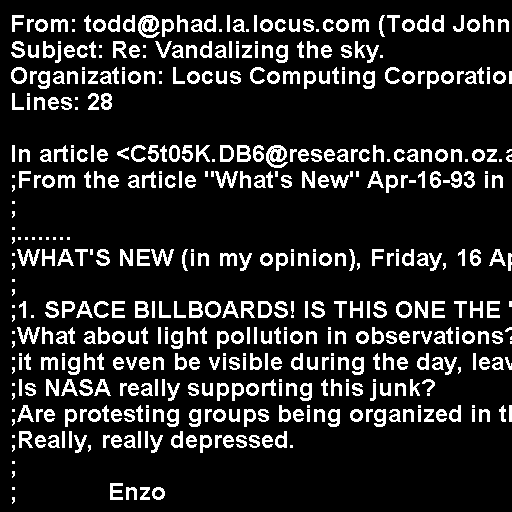 From: todd@phad.la.locus.com (Todd John
Subject: Re: Vandalizing the sky.
Organization: Locus Computing Corporation
Lines: 28

In article <C5t05K.DB6@research.canon.oz.a
;From the article "What's New" Apr-16-93 in
;
;........
;WHAT'S NEW (in my opinion), Friday, 16 Ap
;
;1. SPACE BILLBOARDS! IS THIS ONE THE "
;What about light pollution in observations?
;it might even be visible during the day, leav
;Is NASA really supporting this junk?
;Are protesting groups being organized in th
;Really, really depressed.
;
;              Enzo